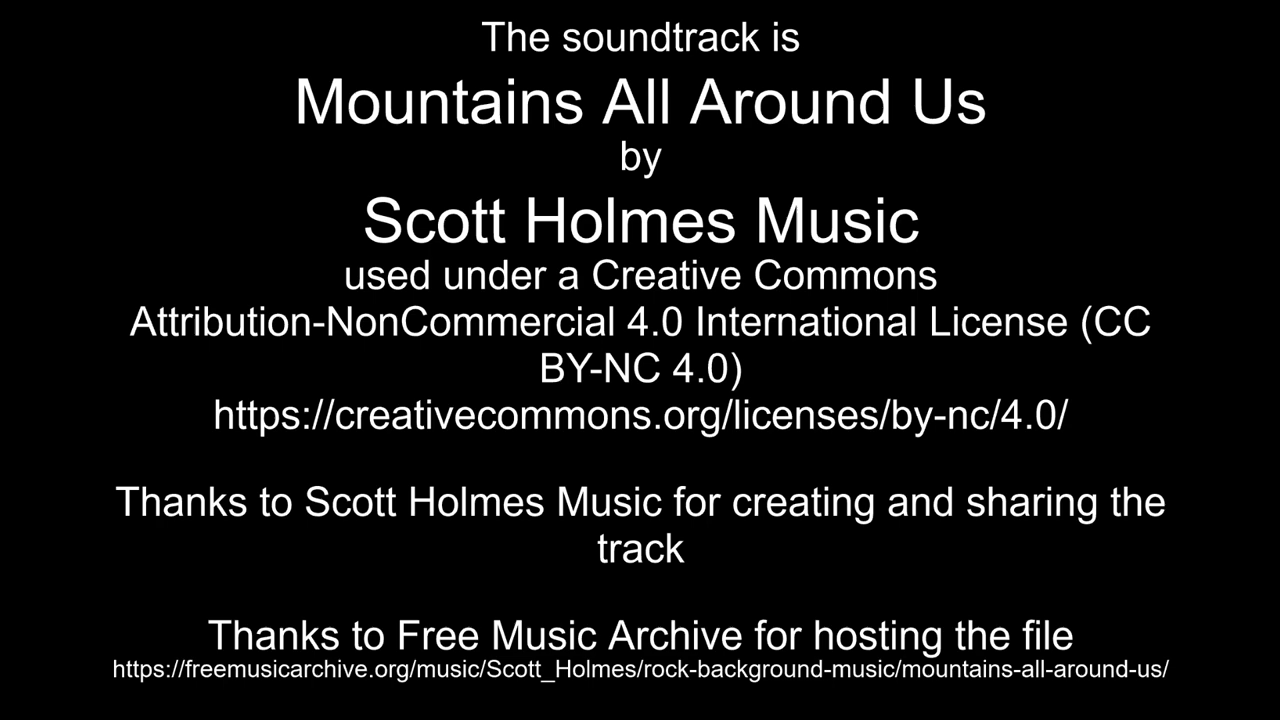 The soundtrack is
Mountains All Around Us
by
Scott Holmes Music
used under a Creative Commons
Attribution-NonCommercial 4.0 International License (CC
BY-NC 4.0)
https://creativecommons.org/licenses/by-nc/4.0/
Thanks to Scott Holmes Music for creating and sharing the
track
Thanks to Free Music Archive for hosting the file
https://freemusicarchive.org/music/Scott_Holmes/rock-background-music/mountains-all-around-us/